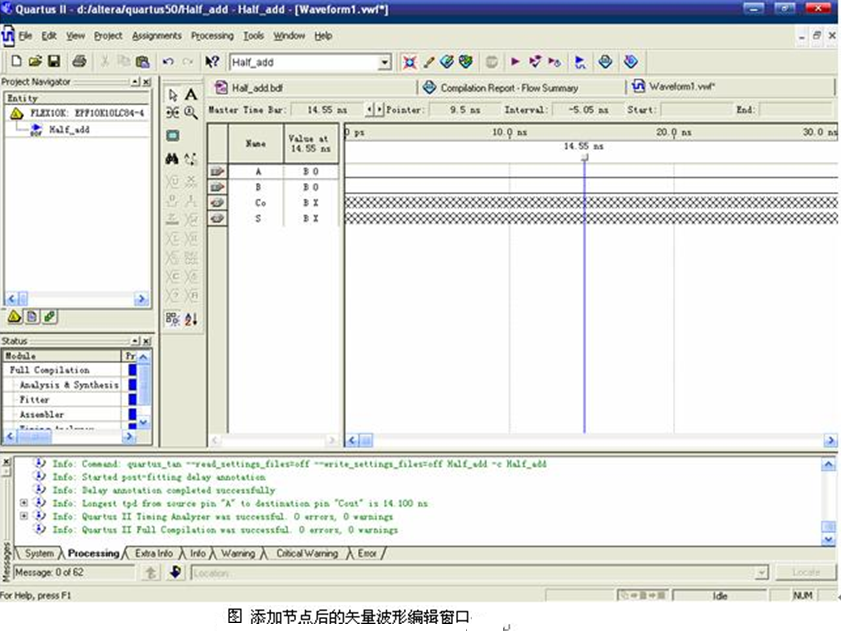 Quartus II - d:/altera/quartus50/Half_add - Half_add - [Waveform1.vwf*]
File Edit View Project Assignments Processing Tools Window Help
Half_add
Project Navigator
Entity
FLEX10K: EPF10K10LC84-4
Half_add
Half_add.bdf
Compilation Report - Flow Summary
Waveform1.vwf*
Master Time Bar: 14.55 ns Pointer: 9.5 ns Interval: -5.05 ns Start: End:
Name
Value at
14.55 ns
0 ps 10.0 ns 20.0 ns 30.0 ns
14.55 ns
A B 0
B B 0
Co B X
S B X
Status
Module Pr
Full Compilation
Analysis & Synthesis
Fitter
Assembler
Timing Analyzer
Info: Command: quartus_tan --read_settings_files=off --write_settings_files=off Half_add -c Half_add
Info: Started post-fitting delay annotation
Info: Delay annotation completed successfully
Info: Longest tpd from source pin "A" to destination pin "Cout" is 14.100 ns
Info: Quartus II Timing Analyzer was successful. 0 errors, 0 warnings
Info: Quartus II Full Compilation was successful. 0 errors, 0 warnings
System Processing Extra Info Info Warning Critical Warning Error
Messages
Message: 0 of 62 Location: Locate
For Help, press F1 Idle NUM
图 添加节点后的矢量波形编辑窗口